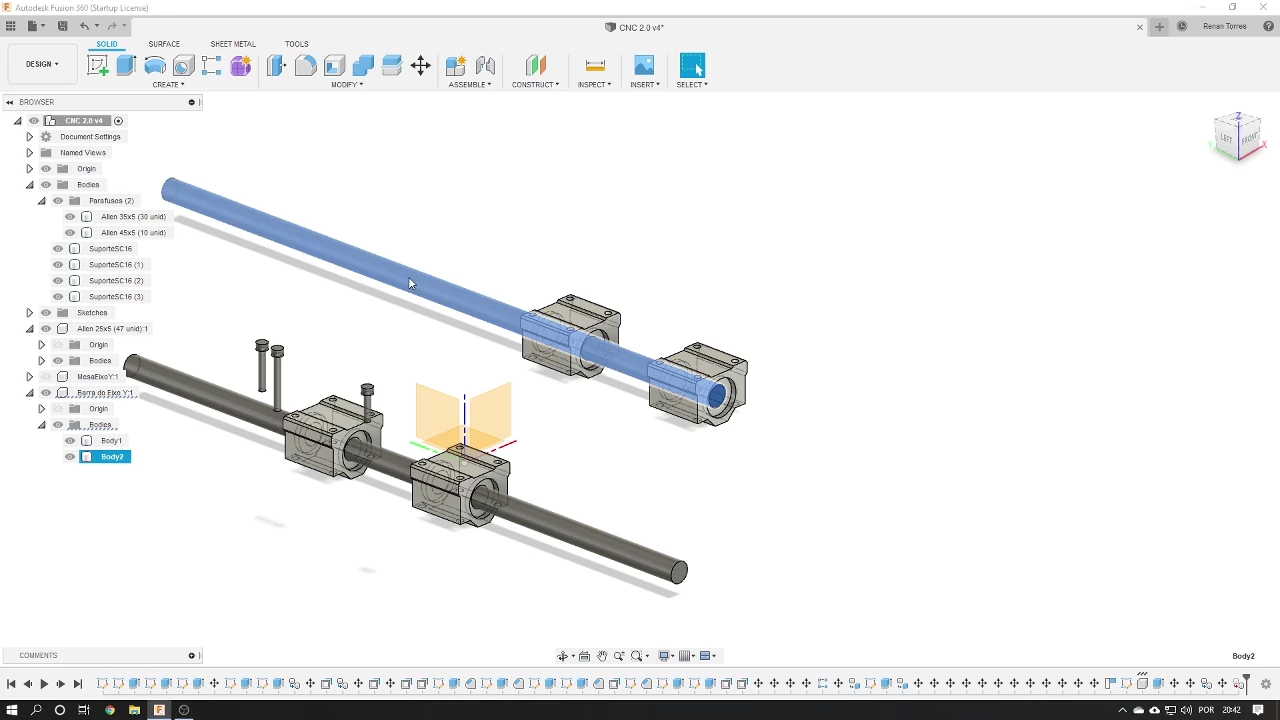 Autodesk Fusion 360 (Startup License)
CNC 2.0 v4*
Renan Torres
DESIGN
SOLID
SURFACE
SHEET METAL
TOOLS
CREATE
MODIFY
ASSEMBLE
CONSTRUCT
INSPECT
INSERT
SELECT
BROWSER
CNC 2.0 v4
Document Settings
Named Views
Origin
Bodies
Parafusos (2)
Allen 35x5 (30 unid)
Allen 45x5 (10 unid)
SuporteSC16
SuporteSC16 (1)
SuporteSC16 (2)
SuporteSC16 (3)
Sketches
Allen 25x5 (47 unid):1
Origin
Bodies
MesaEixoY:1
Barra do Eixo Y:1
Origin
Bodies
Body1
Body2
LEFT
FRONT
Z
X
Y
COMMENTS
Body2
POR
20:42